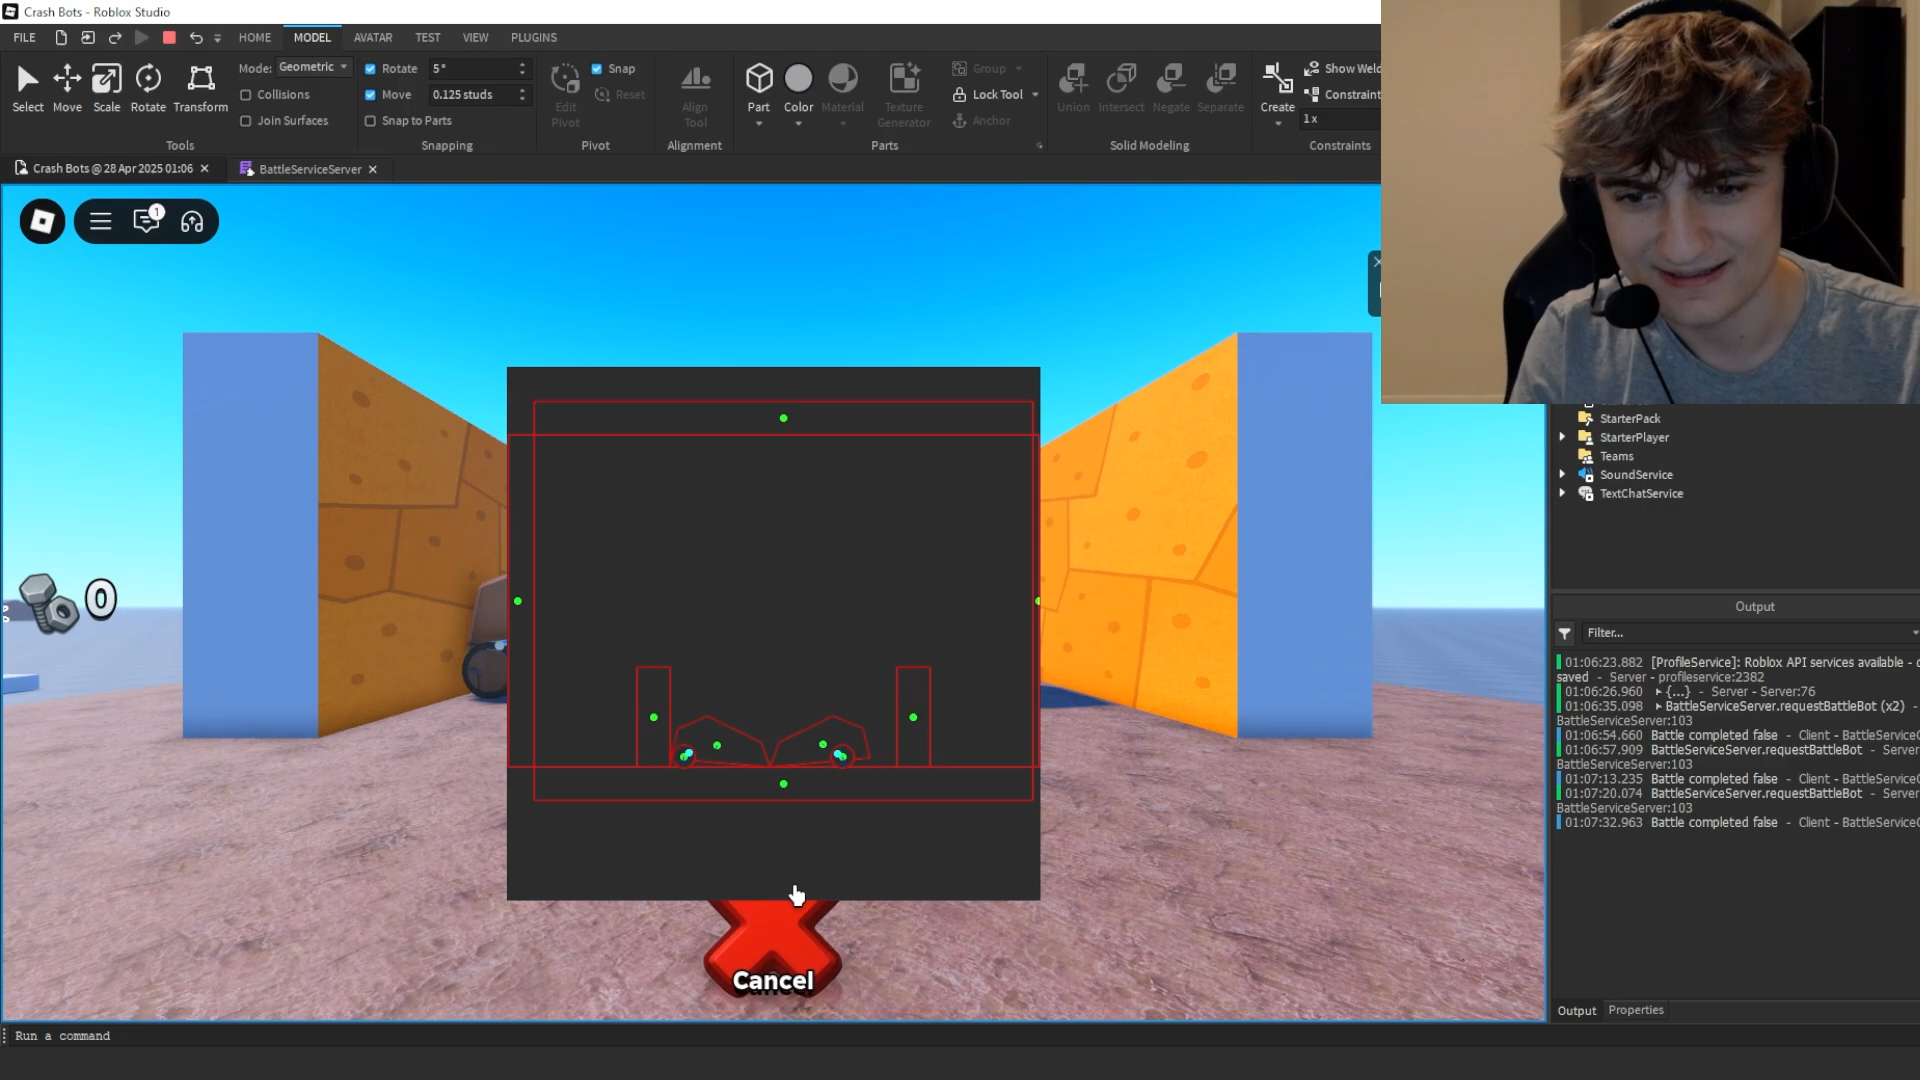 Crash Bots - Roblox Studio
FILE
HOME
MODEL
AVATAR
TEST
VIEW
PLUGINS
Select
Move
Scale
Rotate
Transform
Mode:
Geometric
Collisions
Join Surfaces
Tools
Rotate
5°
Move
0.125 studs
Snap to Parts
Snapping
Edit
Pivot
Snap
Reset
Pivot
Align
Tool
Alignment
Part
Color
Material
Texture
Generator
Group
Lock Tool
Anchor
Parts
Union
Intersect
Negate
Separate
Solid Modeling
Create
Show Weld
Constraint
1x
Constraints
Crash Bots @ 28 Apr 2025 01:06
BattleServiceServer
1
0
Cancel
StarterPack
StarterPlayer
Teams
SoundService
TextChatService
Output
Filter...
01:06:23.882 [ProfileService]: Roblox API services available -
saved - Server - profileservice:2382
01:06:26.960 {...} - Server - Server:76
01:06:35.098 BattleServiceServer.requestBattleBot (x2) -
BattleServiceServer:103
01:06:54.660 Battle completed false - Client - BattleService
01:06:57.909 BattleServiceServer.requestBattleBot - Server
BattleServiceServer:103
01:07:13.235 Battle completed false - Client - BattleService
01:07:20.074 BattleServiceServer.requestBattleBot - Server
BattleServiceServer:103
01:07:32.963 Battle completed false - Client - BattleService
Output
Properties
Run a command